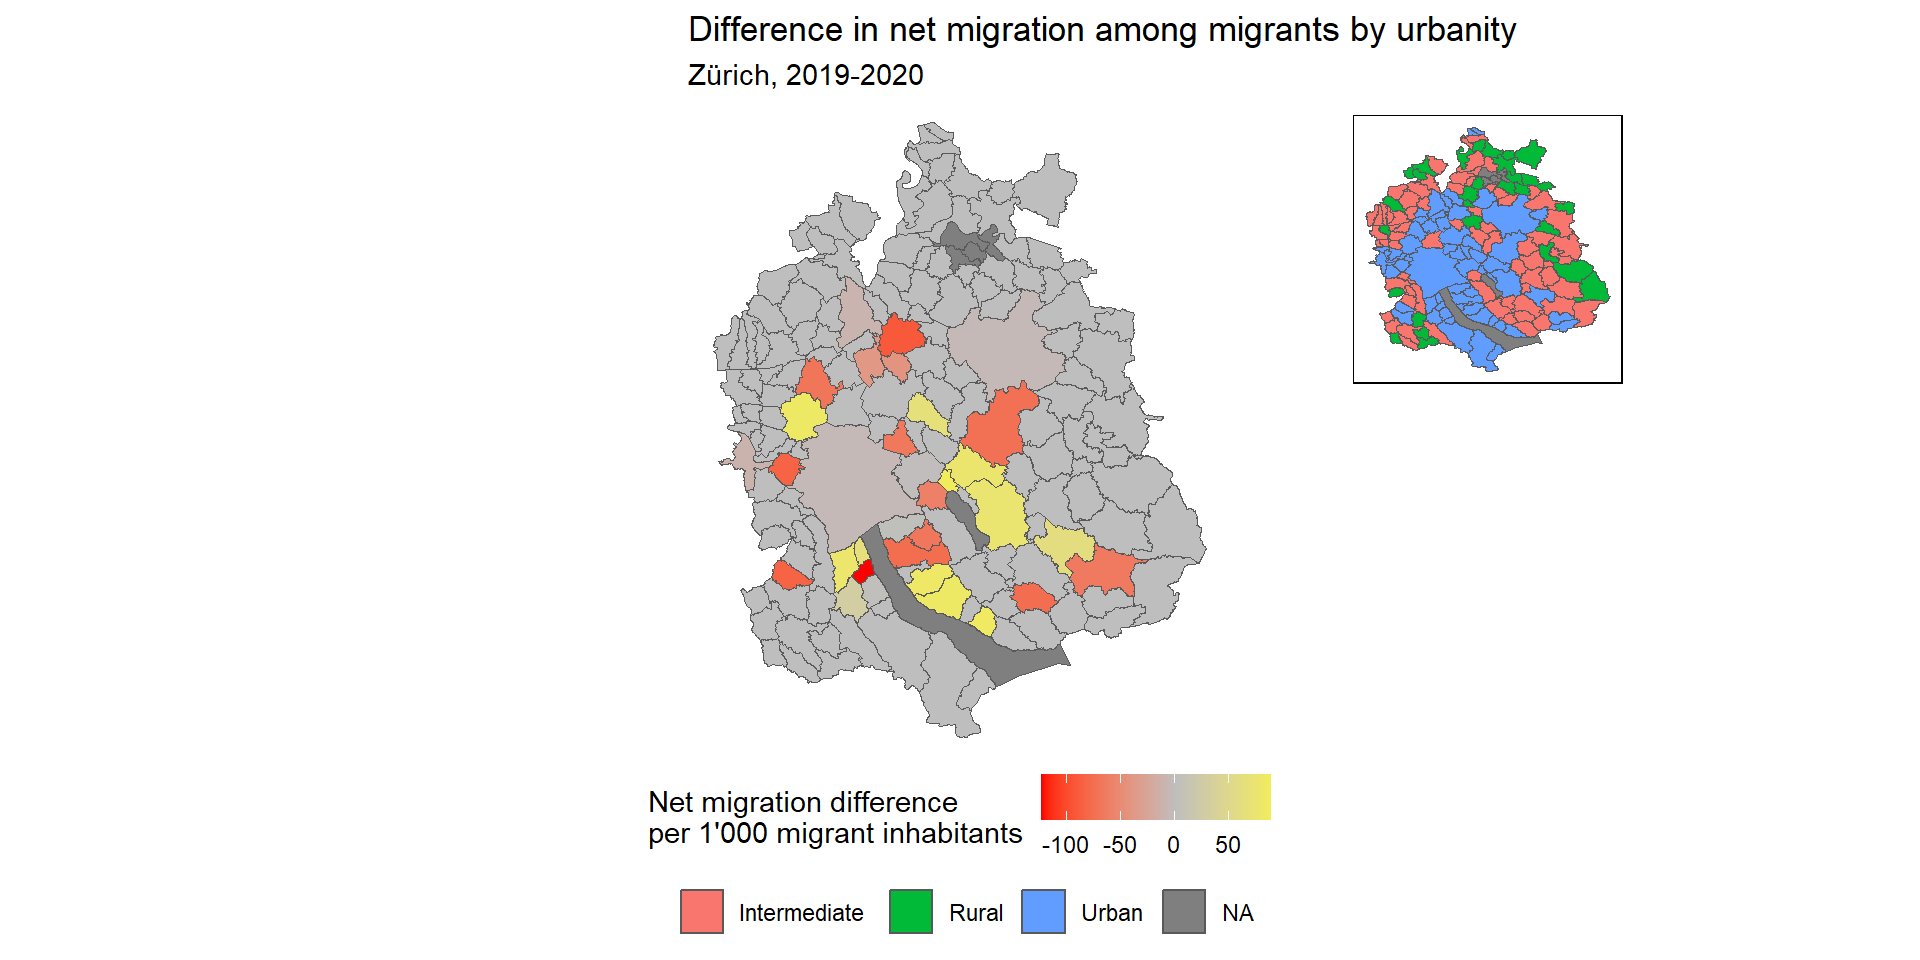 Difference in net migration among migrants by urbanity
Zürich, 2019-2020
Net migration difference
per 1'000 migrant inhabitants
-100 -50 0 50
Intermediate Rural Urban NA